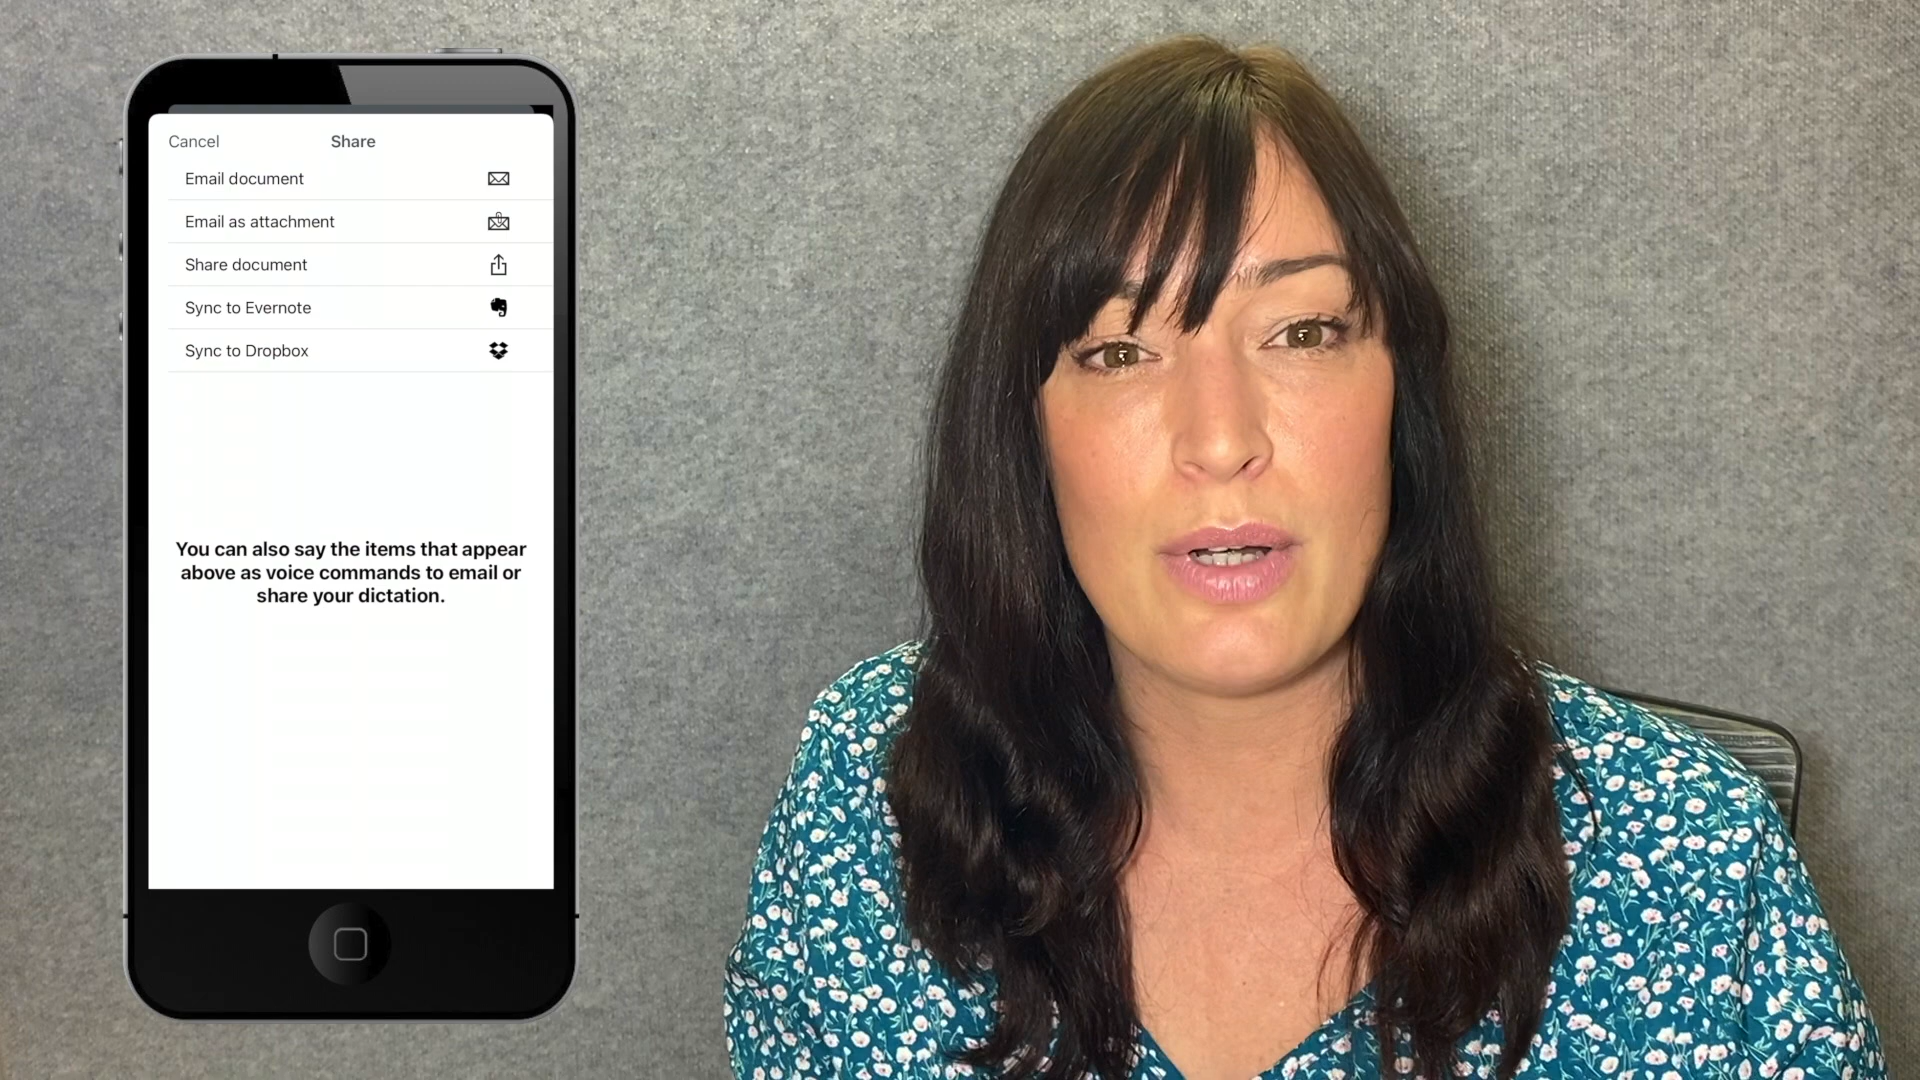 Cancel
Share
Email document
Email as attachment
Share document
Sync to Evernote
Sync to Dropbox
You can also say the items that appear
above as voice commands to email or
share your dictation.